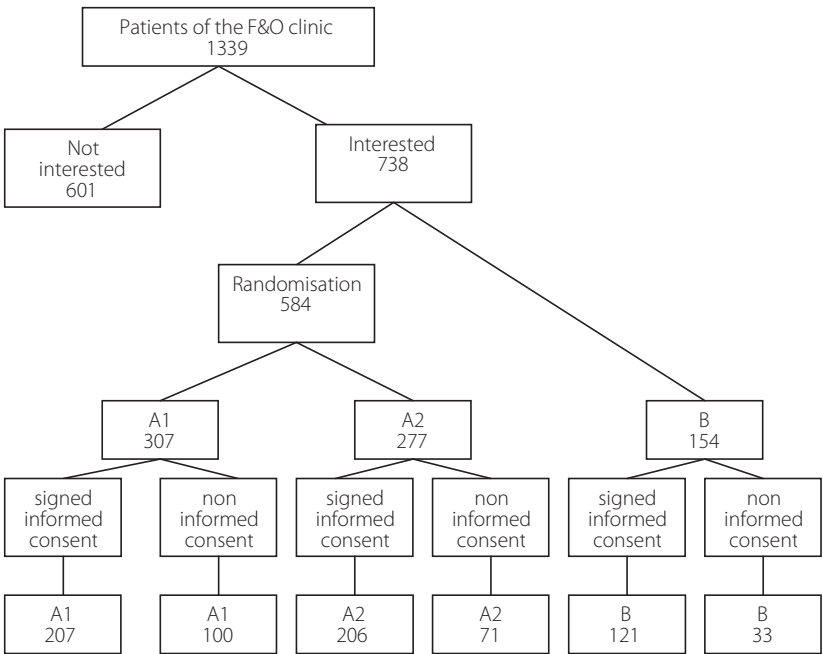 Patients of the F&O clinic
1339
Not
interested
601
Interested
738
Randomisation
584
A1
307
A2
277
B
154
signed
informed
consent
non
informed
consent
signed
informed
consent
non
informed
consent
signed
informed
consent
non
informed
consent
A1
207
A1
100
A2
206
A2
71
B
121
B
33